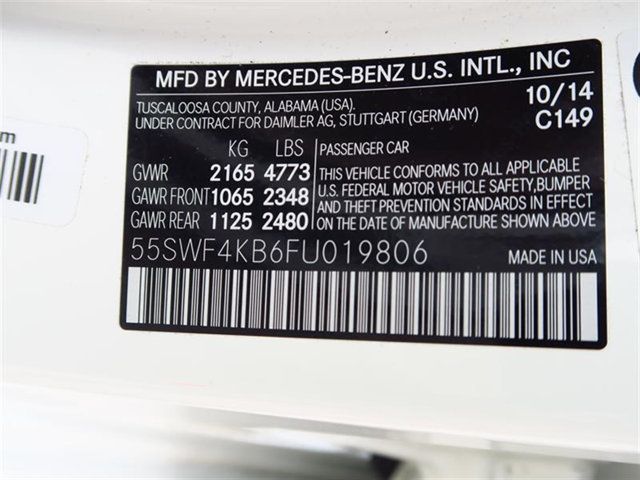 MFD BY MERCEDES-BENZ U.S. INTL., INC
TUSCALOOSA COUNTY, ALABAMA (USA). 10/14
UNDER CONTRACT FOR DAIMLER AG, STUTTGART (GERMANY) C149
KG LBS PASSENGER CAR
GVWR 2165 4773 THIS VEHICLE CONFORMS TO ALL APPLICABLE
GAWR FRONT 1065 2348 U.S. FEDERAL MOTOR VEHICLE SAFETY,BUMPER
GAWR REAR 1125 2480 AND THEFT PREVENTION STANDARDS IN EFFECT
ON THE DATE OF MANUFACTURE SHOWN ABOVE.
55SWF4KB6FU019806 MADE IN USA